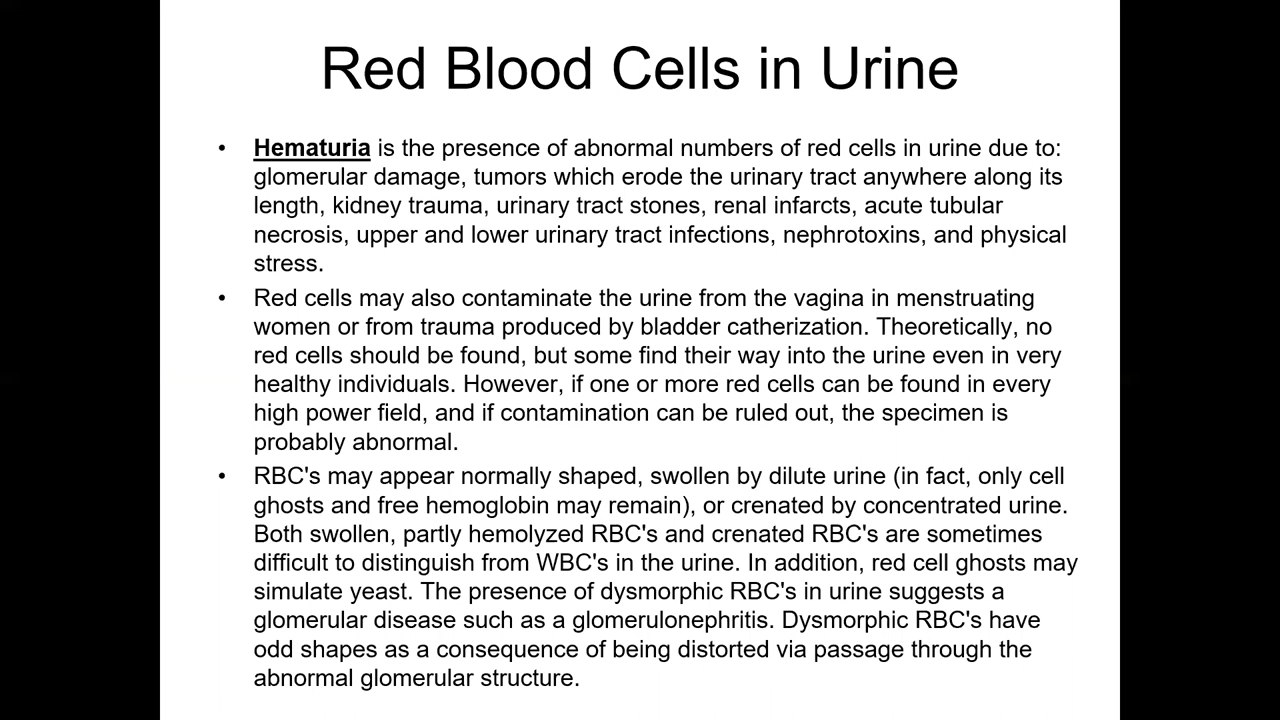 Red Blood Cells in Urine
• Hematuria is the presence of abnormal numbers of red cells in urine due to:
glomerular damage, tumors which erode the urinary tract anywhere along its
length, kidney trauma, urinary tract stones, renal infarcts, acute tubular
necrosis, upper and lower urinary tract infections, nephrotoxins, and physical
stress.
• Red cells may also contaminate the urine from the vagina in menstruating
women or from trauma produced by bladder catherization. Theoretically, no
red cells should be found, but some find their way into the urine even in very
healthy individuals. However, if one or more red cells can be found in every
high power field, and if contamination can be ruled out, the specimen is
probably abnormal.
• RBC's may appear normally shaped, swollen by dilute urine (in fact, only cell
ghosts and free hemoglobin may remain), or crenated by concentrated urine.
Both swollen, partly hemolyzed RBC's and crenated RBC's are sometimes
difficult to distinguish from WBC's in the urine. In addition, red cell ghosts may
simulate yeast. The presence of dysmorphic RBC's in urine suggests a
glomerular disease such as a glomerulonephritis. Dysmorphic RBC's have
odd shapes as a consequence of being distorted via passage through the
abnormal glomerular structure.